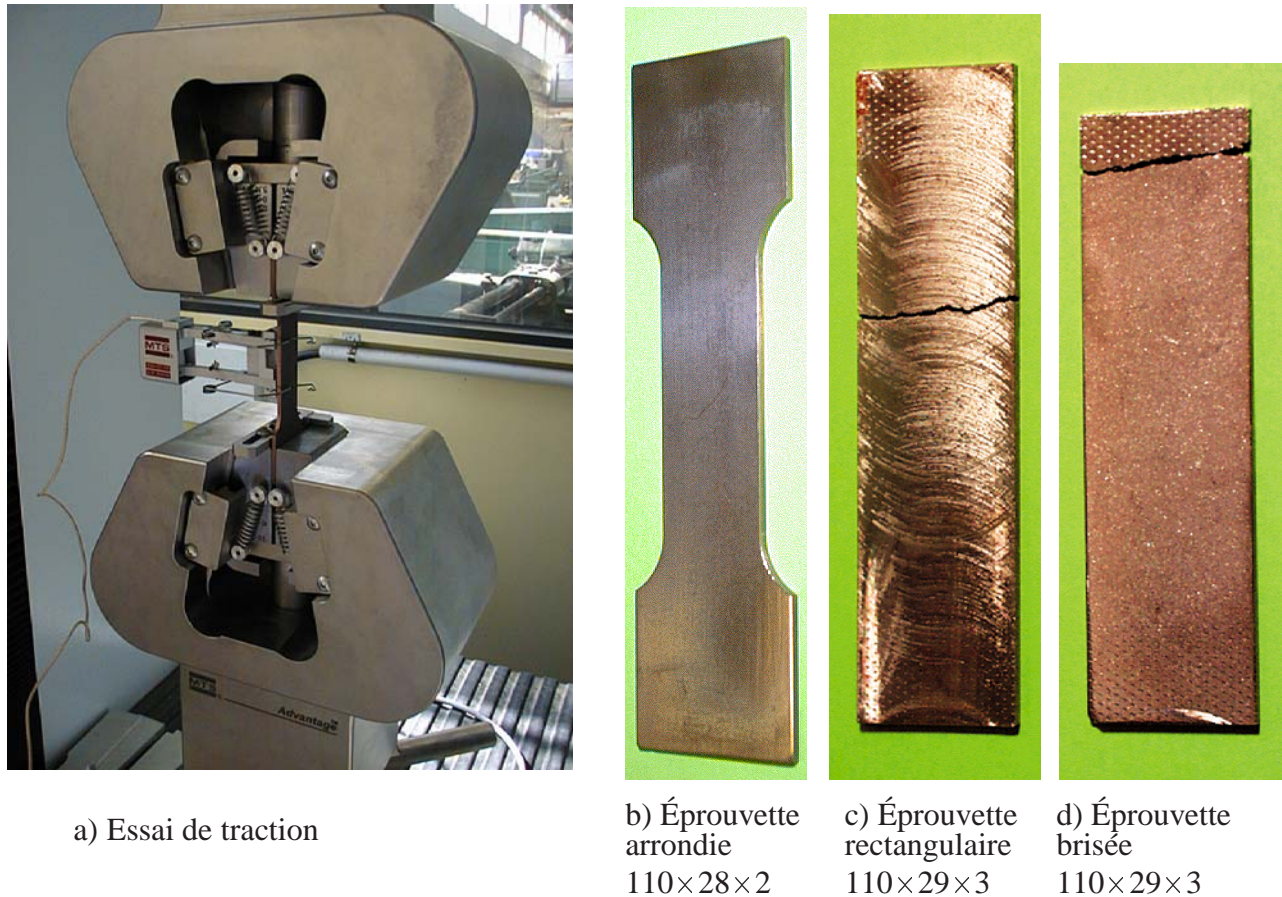 MTS
MTS
Advantage
a) Essai de traction
b) Éprouvette
arrondie
110×28×2
c) Éprouvette
rectangulaire
110×29×3
d) Éprouvette
brisée
110×29×3